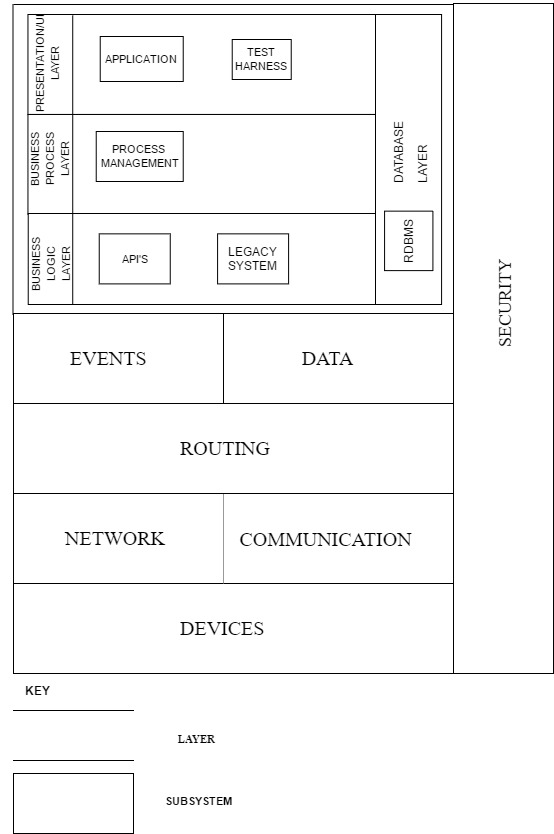 PRESENTATION/UI
LAYER
APPLICATION
TEST
HARNESS
BUSINESS
PROCESS
LAYER
PROCESS
MANAGEMENT
BUSINESS
LOGIC
LAYER
API'S
LEGACY
SYSTEM
DATABASE
LAYER
RDBMS
SECURITY
EVENTS
DATA
ROUTING
NETWORK
COMMUNICATION
DEVICES
KEY
LAYER
SUBSYSTEM